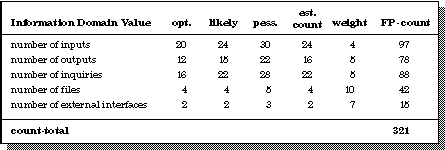 Information Domain Value opt. likely pess. est. count weight FP-count
number of inputs 20 24 30 24 4 97
number of outputs 12 15 22 16 5 78
number of inquiries 16 22 28 22 5 88
number of files 4 4 5 4 10 42
number of external interfaces 2 2 3 2 7 15
count-total 321